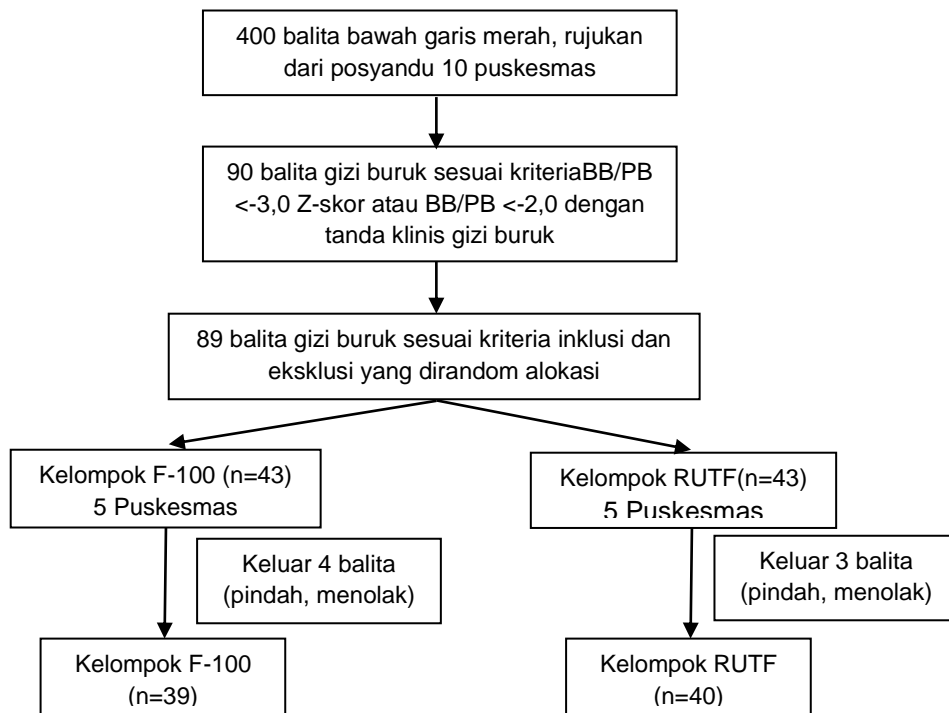 400 balita bawah garis merah, rujukan
dari posyandu 10 puskesmas
90 balita gizi buruk sesuai kriteriaBB/PB
<-3,0 Z-skor atau BB/PB <-2,0 dengan
tanda klinis gizi buruk
89 balita gizi buruk sesuai kriteria inklusi dan
eksklusi yang dirandom alokasi
Kelompok F-100 (n=43)
5 Puskesmas
Kelompok RUTF(n=43)
5 Puskesmas
Keluar 4 balita
(pindah, menolak)
Keluar 3 balita
(pindah, menolak)
Kelompok F-100
(n=39)
Kelompok RUTF
(n=40)